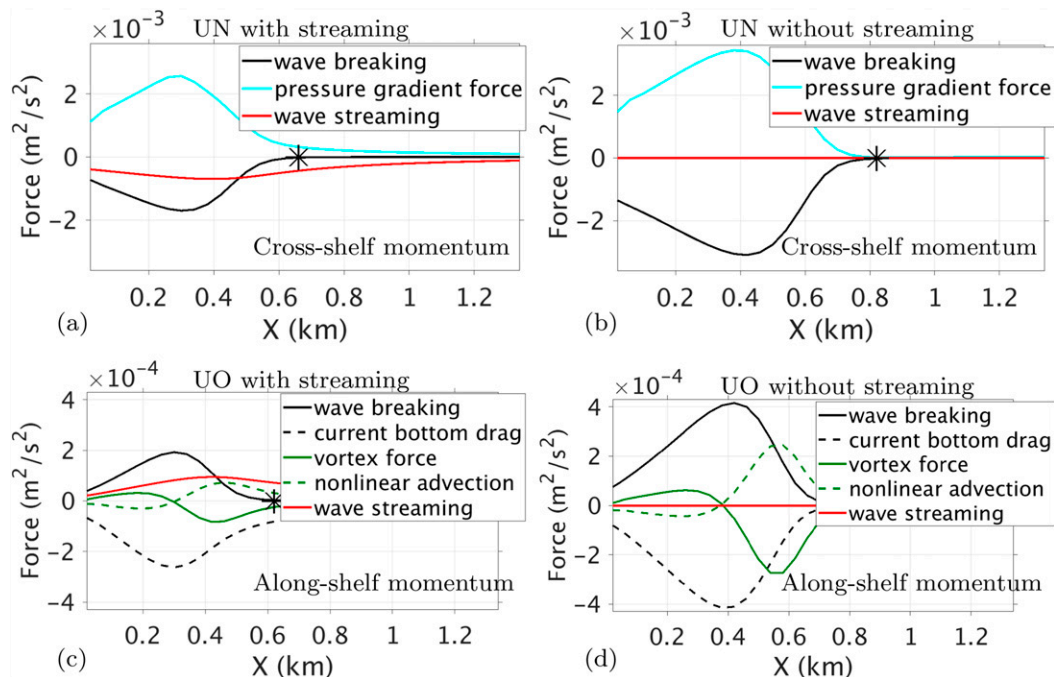 ×10⁻³ UN with streaming
wave breaking
pressure gradient force
wave streaming
Force (m²/s²)
2
0
−2
Cross-shelf momentum
0.2 0.4 0.6 0.8 1 1.2
(a) X (km)
×10⁻³ UN without streaming
wave breaking
pressure gradient force
wave streaming
Force (m²/s²)
2
0
−2
Cross-shelf momentum
0.2 0.4 0.6 0.8 1 1.2
(b) X (km)
×10⁻⁴ UO with streaming
wave breaking
current bottom drag
vortex force
nonlinear advection
wave streaming
Force (m²/s²)
4
2
0
−2
−4
Along-shelf momentum
0.2 0.4 0.6 0.8 1 1.2
(c) X (km)
×10⁻⁴ UO without streaming
wave breaking
current bottom drag
vortex force
nonlinear advection
wave streaming
Force (m²/s²)
4
2
0
−2
−4
Along-shelf momentum
0.2 0.4 0.6 0.8 1 1.2
(d) X (km)